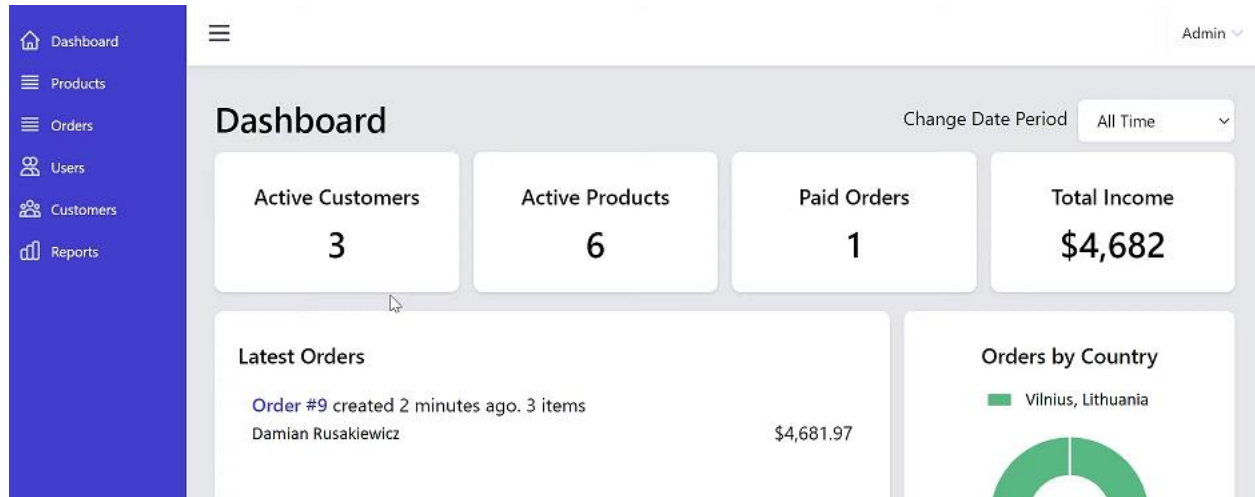 Dashboard
Products
Orders
Users
Customers
Reports
Admin
Dashboard
Change Date Period
All Time
Active Customers
3
Active Products
6
Paid Orders
1
Total Income
$4,682
Latest Orders
Order #9 created 2 minutes ago. 3 items
Damian Rusakiewicz
$4,681.97
Orders by Country
Vilnius, Lithuania